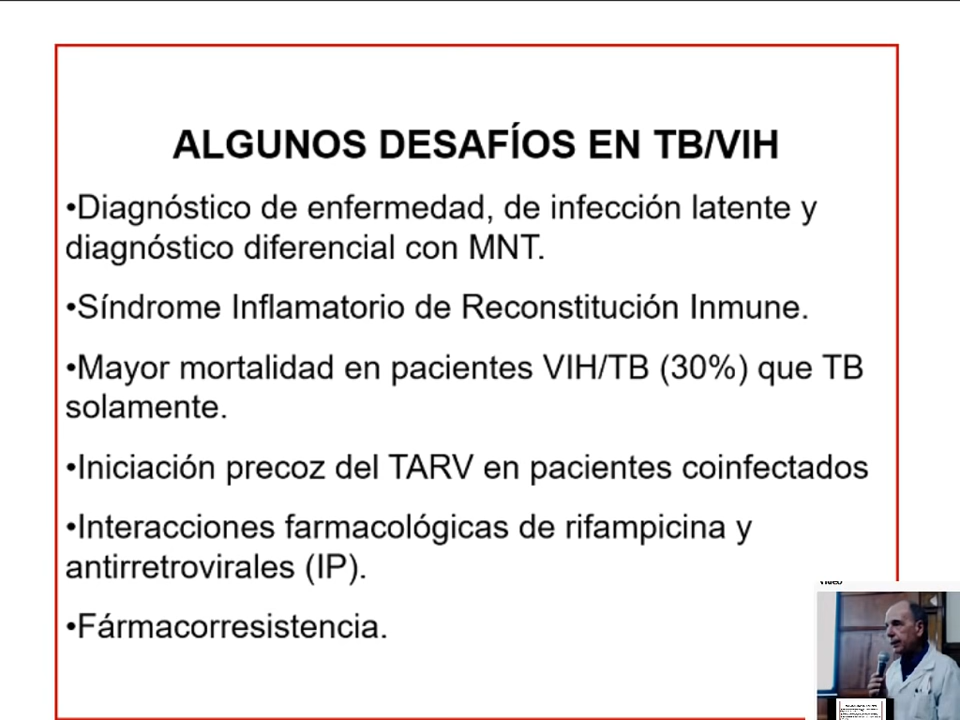 ALGUNOS DESAFÍOS EN TB/VIH
•Diagnóstico de enfermedad, de infección latente y
diagnóstico diferencial con MNT.
•Síndrome Inflamatorio de Reconstitución Inmune.
•Mayor mortalidad en pacientes VIH/TB (30%) que TB
solamente.
•Iniciación precoz del TARV en pacientes coinfectados
•Interacciones farmacológicas de rifampicina y
antirretrovirales (IP).
•Fármacorresistencia.
Video